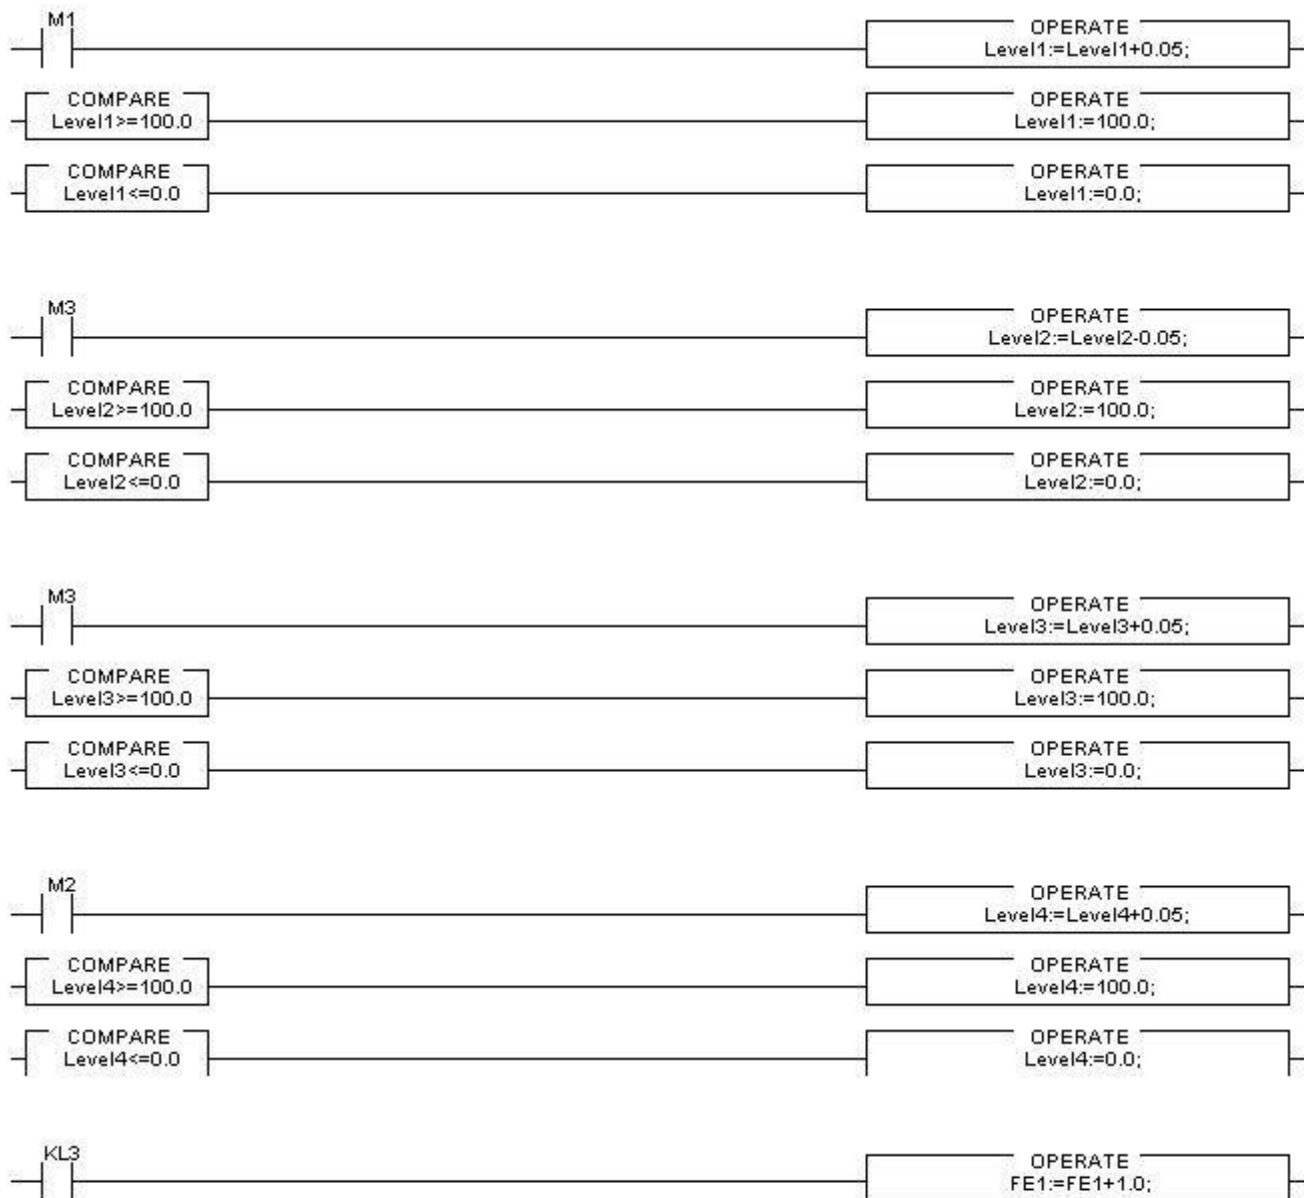 M1
OPERATE
Level1:=Level1+0.05;
COMPARE
Level1>=100.0
OPERATE
Level1:=100.0;
COMPARE
Level1<=0.0
OPERATE
Level1:=0.0;
M3
OPERATE
Level2:=Level2-0.05;
COMPARE
Level2>=100.0
OPERATE
Level2:=100.0;
COMPARE
Level2<=0.0
OPERATE
Level2:=0.0;
M3
OPERATE
Level3:=Level3+0.05;
COMPARE
Level3>=100.0
OPERATE
Level3:=100.0;
COMPARE
Level3<=0.0
OPERATE
Level3:=0.0;
M2
OPERATE
Level4:=Level4+0.05;
COMPARE
Level4>=100.0
OPERATE
Level4:=100.0;
COMPARE
Level4<=0.0
OPERATE
Level4:=0.0;
KL3
OPERATE
FE1:=FE1+1.0;